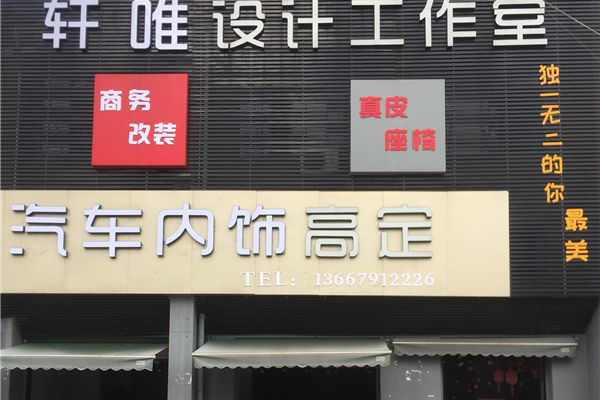 轩唯设计工作室
商务
改装
真皮
座椅
独一无二的你
最美
汽车内饰高定
TEL：13667912226